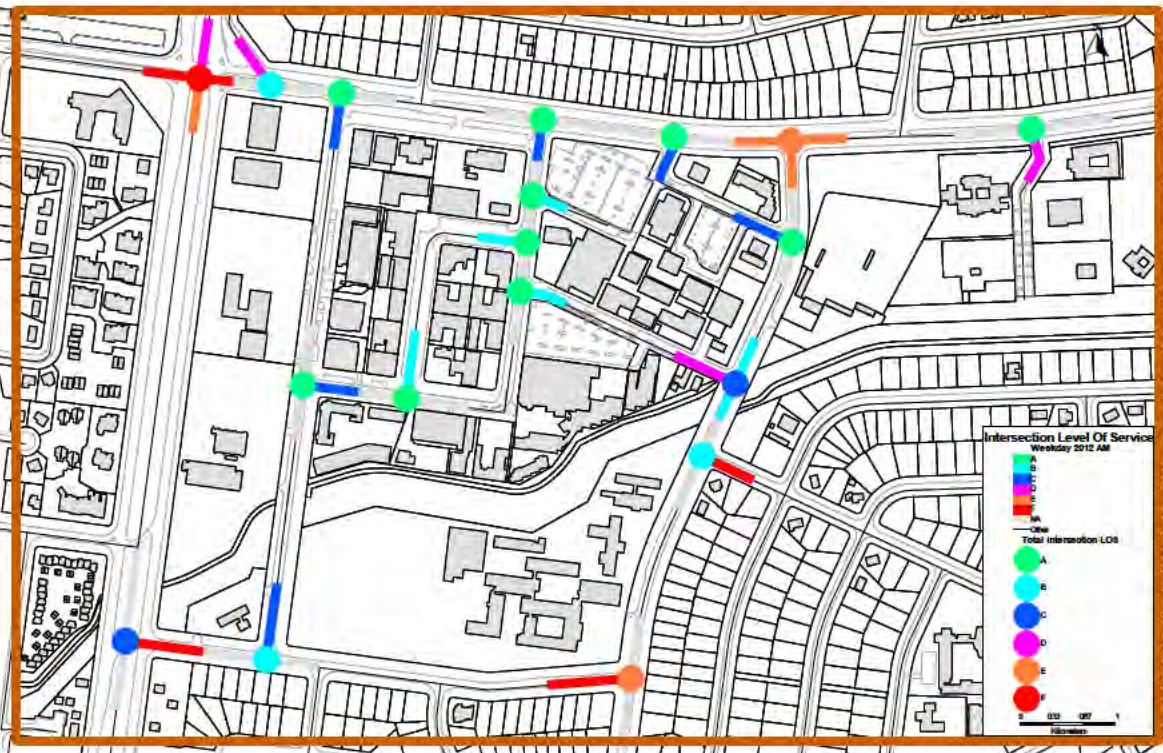 Intersection Level Of Service
Weekday 2012 AM
A
B
C
D
E
F
NA
Other
Total Intersection LOS
A
B
C
D
E
F
Kilometers